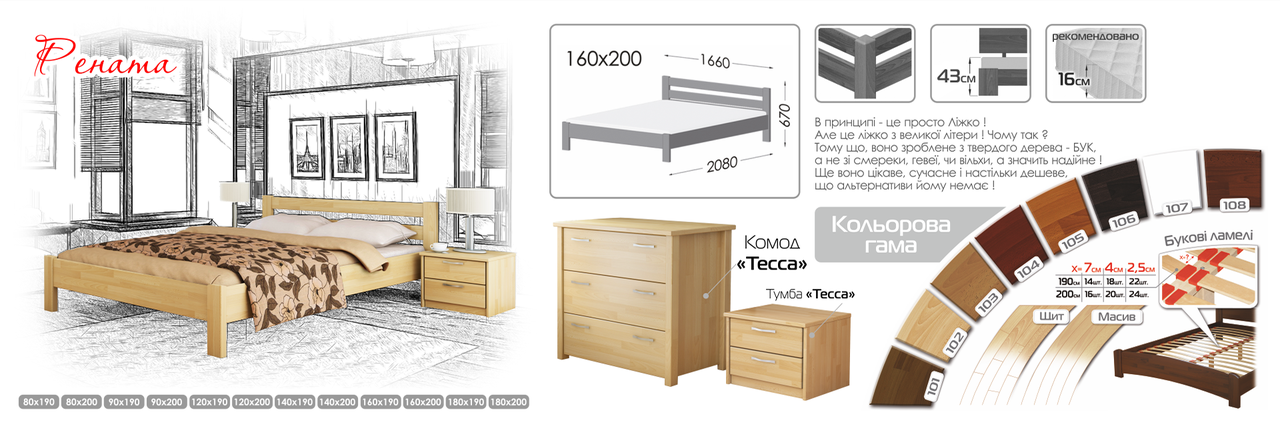 Рената
80x190 80x200 90x190 90x200 120x190 120x200 140x190 140x200 160x190 160x200 180x190 180x200
160x200
1660
670
2080
43см
рекомендовано
16см
В принципі - це просто Ліжко !
Але це ліжко з великої літери ! Чому так ?
Тому що, воно зроблене з твердого дерева - БУК,
а не зі смереки, гевеї, чи вільхи, а значить надійне !
Ще воно цікаве, сучасне і настільки дешеве,
що альтернативи йому немає !
Комод
«Тесса»
Тумба «Тесса»
Кольорова
гама
101
102
103
104
105
106
107
108
Букові ламелі
x=?
X= 7см 4см 2,5см
190см 14шт. 18шт. 22шт.
200см 16шт. 20шт. 24шт.
Щит
Масив